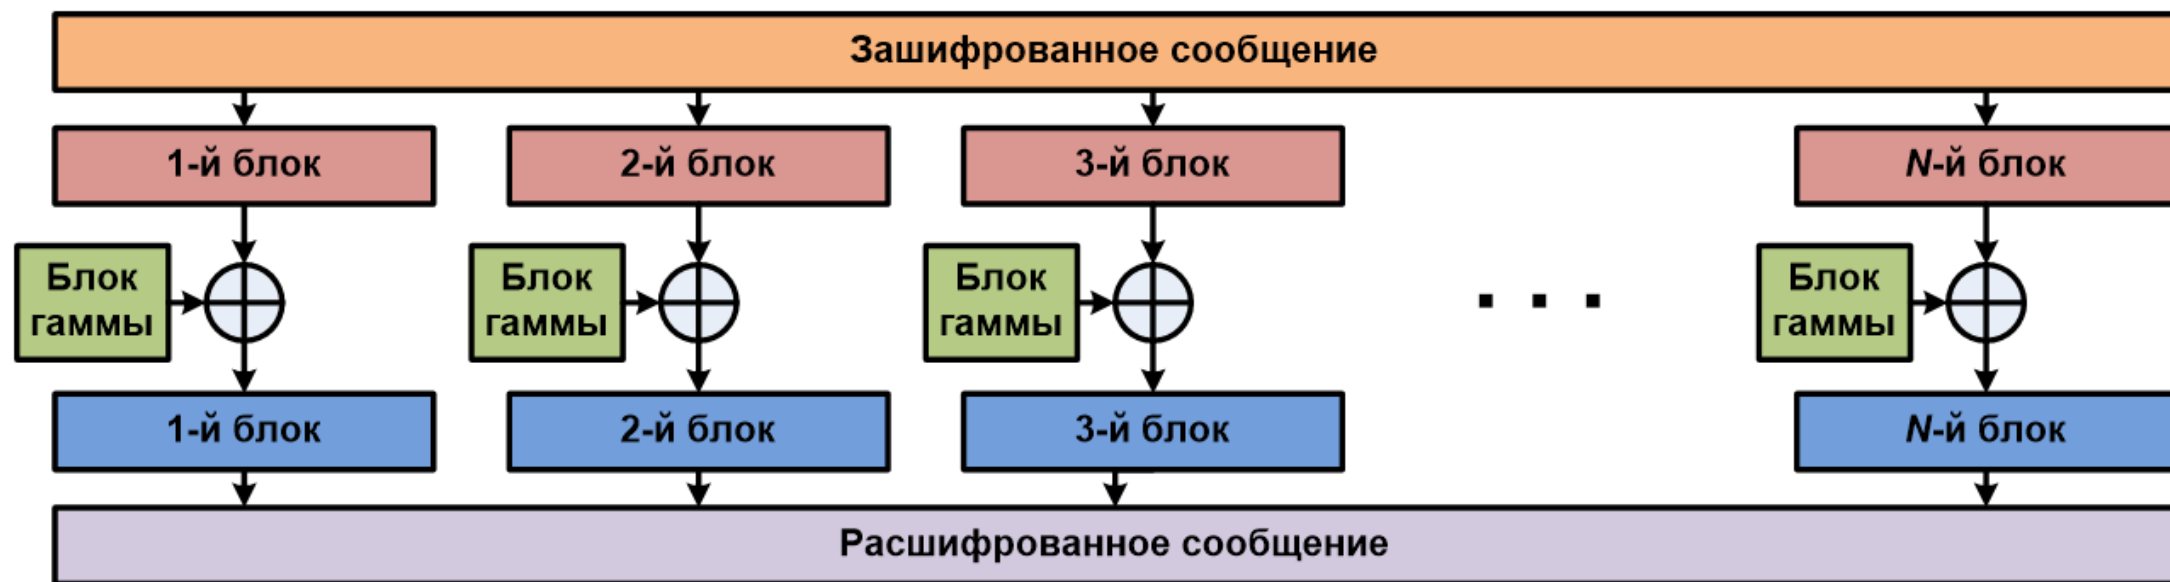 Зашифрованное сообщение
1-й блок
2-й блок
3-й блок
N-й блок
Блок
гаммы
Блок
гаммы
Блок
гаммы
. . .
Блок
гаммы
1-й блок
2-й блок
3-й блок
N-й блок
Расшифрованное сообщение